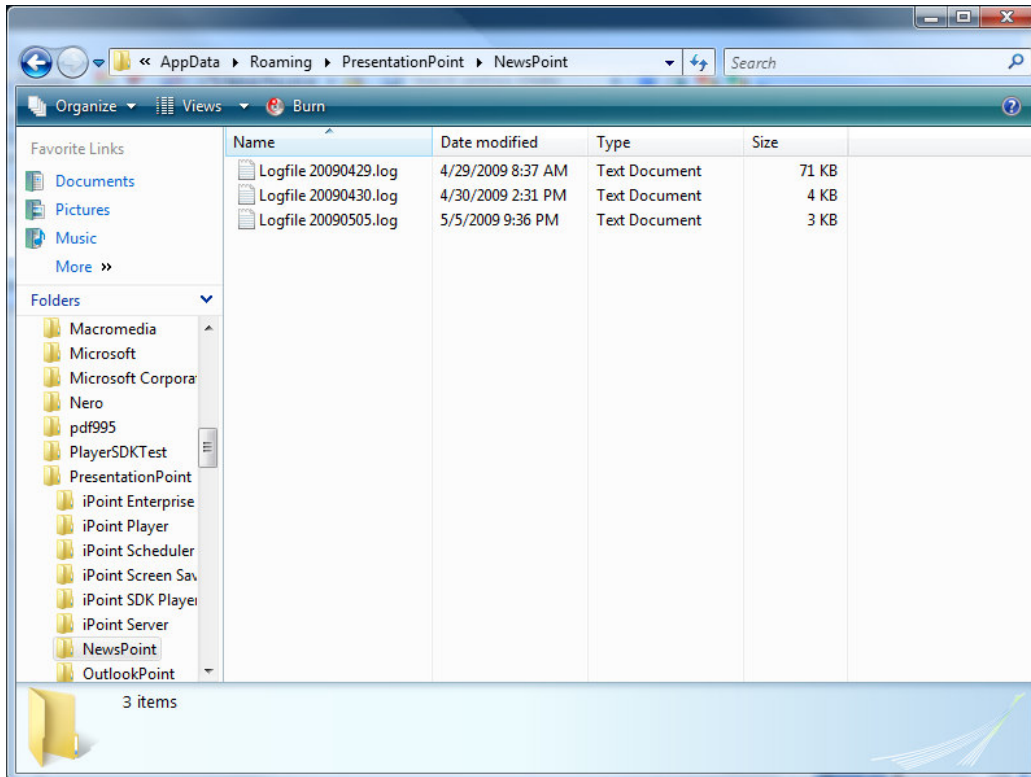 « AppData ▸ Roaming ▸ PresentationPoint ▸ NewsPoint Search
Organize Views Burn
Favorite Links
Documents
Pictures
Music
More »
Folders
Macromedia
Microsoft
Microsoft Corpora
Nero
pdf995
PlayerSDKTest
PresentationPoint
iPoint Enterprise
iPoint Player
iPoint Scheduler
iPoint Screen Sav
iPoint SDK Player
iPoint Server
NewsPoint
OutlookPoint
Name Date modified Type Size
Logfile 20090429.log 4/29/2009 8:37 AM Text Document 71 KB
Logfile 20090430.log 4/30/2009 2:31 PM Text Document 4 KB
Logfile 20090505.log 5/5/2009 9:36 PM Text Document 3 KB
3 items